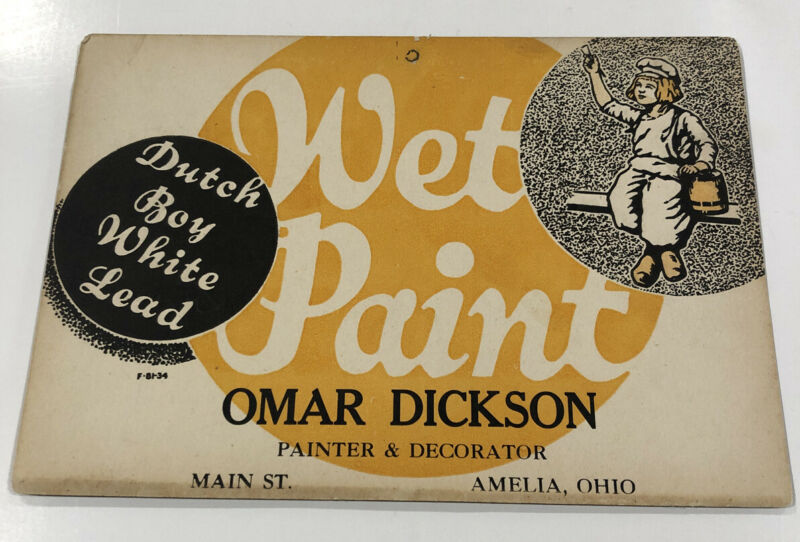 Wet
Paint
Dutch
Boy
White
Lead
F-81-34
OMAR DICKSON
PAINTER & DECORATOR
MAIN ST. AMELIA, OHIO